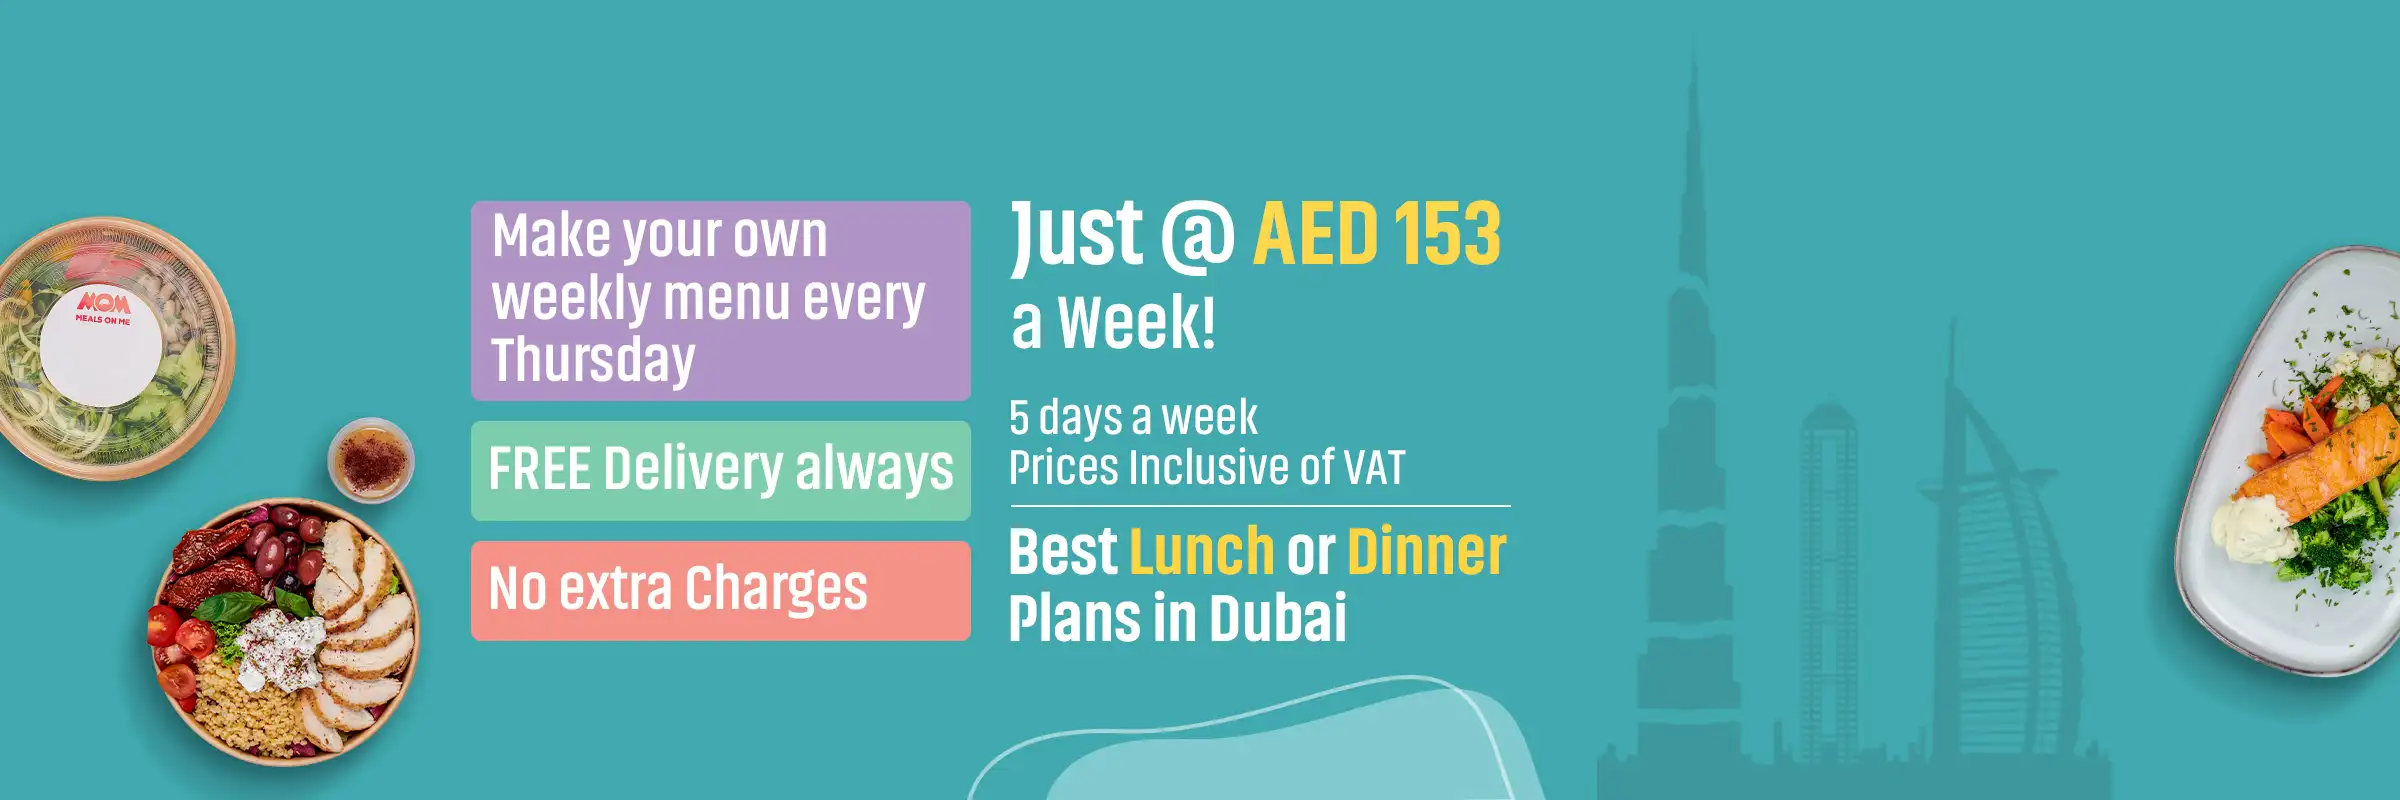 MOM
MEALS ON ME
Make your own
weekly menu every
Thursday
FREE Delivery always
No extra Charges
Just @ AED 153
a Week!
5 days a week
Prices Inclusive of VAT
Best Lunch or Dinner
Plans in Dubai